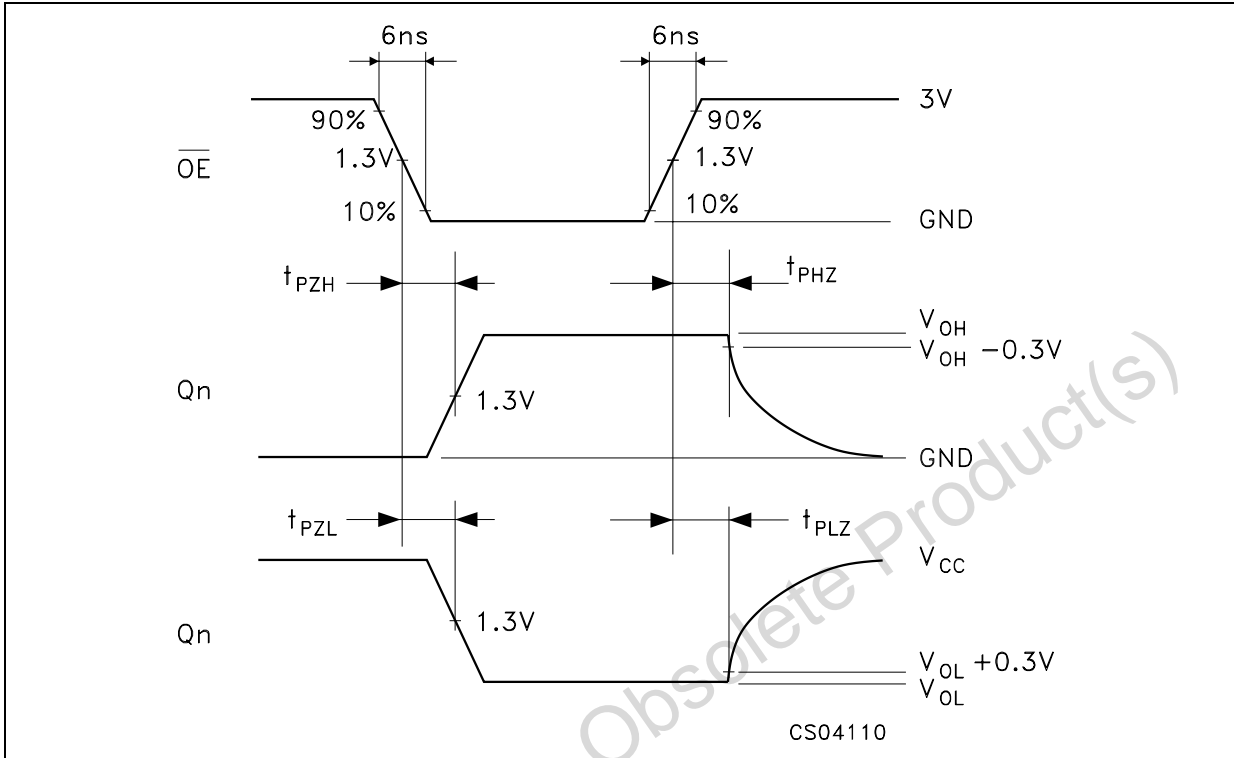 6ns 6ns
3V
90% 90%
1.3V 1.3V
OE
10% 10%
GND
tPZH tPHZ
VOH
VOH -0.3V
Qn
1.3V
GND
tPZL tPLZ
VCC
1.3V
Qn
VOL +0.3V
VOL
CS04110
Obsolete Product(s)